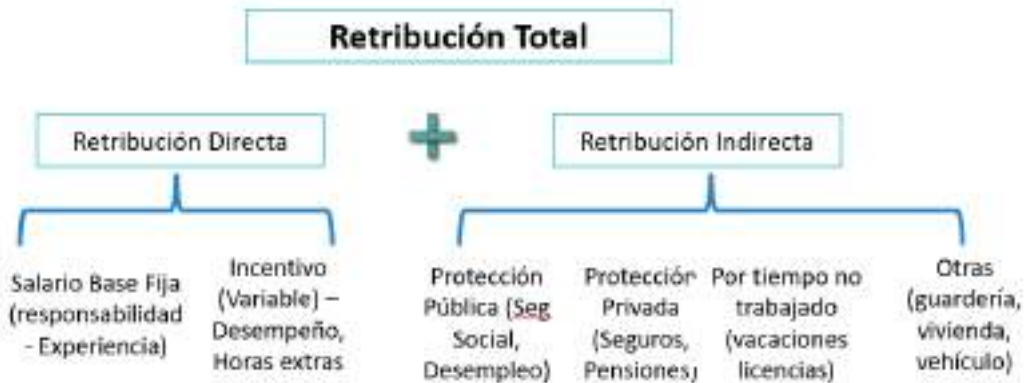 Retribución Total
Retribución Directa
Retribución Indirecta
Salario Base Fija
(responsabilidad
- Experiencia)
Incentivo
(Variable) –
Desempeño,
Horas extras
Protección
Pública (Seg
Social,
Desempleo)
Protección
Privada
(Seguros,
Pensiones)
Por tiempo no
trabajado
(vacaciones
licencias)
Otras
(guardería,
vivienda,
vehículo)